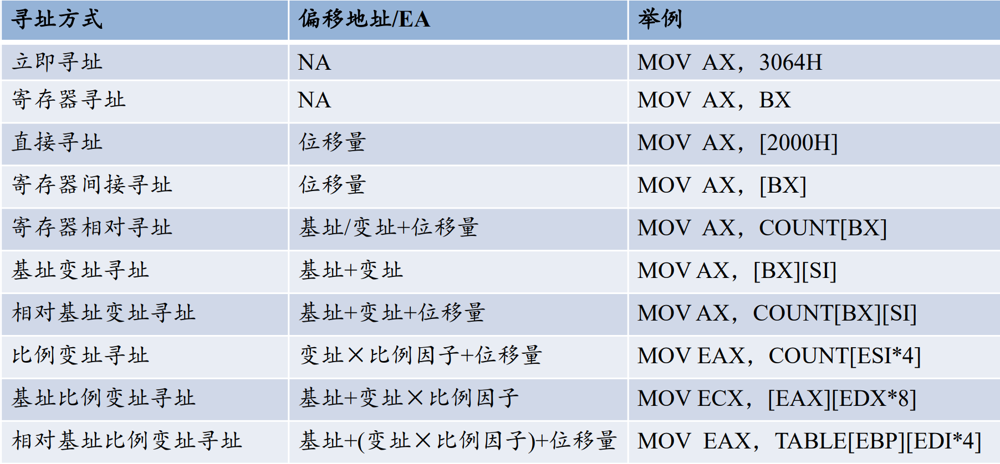 寻址方式 偏移地址/EA 举例
立即寻址 NA MOV AX，3064H
寄存器寻址 NA MOV AX，BX
直接寻址 位移量 MOV AX，[2000H]
寄存器间接寻址 位移量 MOV AX，[BX]
寄存器相对寻址 基址/变址+位移量 MOV AX，COUNT[BX]
基址变址寻址 基址+变址 MOV AX，[BX][SI]
相对基址变址寻址 基址+变址+位移量 MOV AX，COUNT[BX][SI]
比例变址寻址 变址×比例因子+位移量 MOV EAX，COUNT[ESI*4]
基址比例变址寻址 基址+变址×比例因子 MOV ECX，[EAX][EDX*8]
相对基址比例变址寻址 基址+(变址×比例因子)+位移量 MOV EAX，TABLE[EBP][EDI*4]